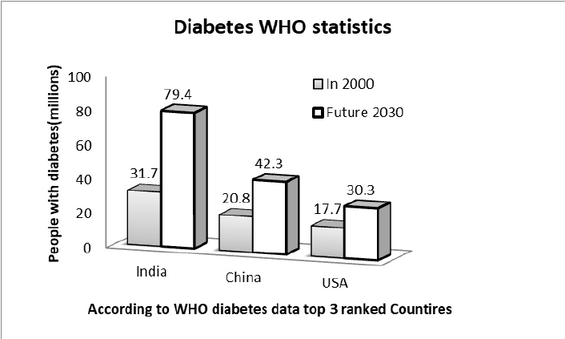 Diabetes WHO statistics
People with diabetes(millions)
100
80
60
40
20
0
In 2000
Future 2030
31.7
79.4
20.8
42.3
17.7
30.3
India
China
USA
According to WHO diabetes data top 3 ranked Countires